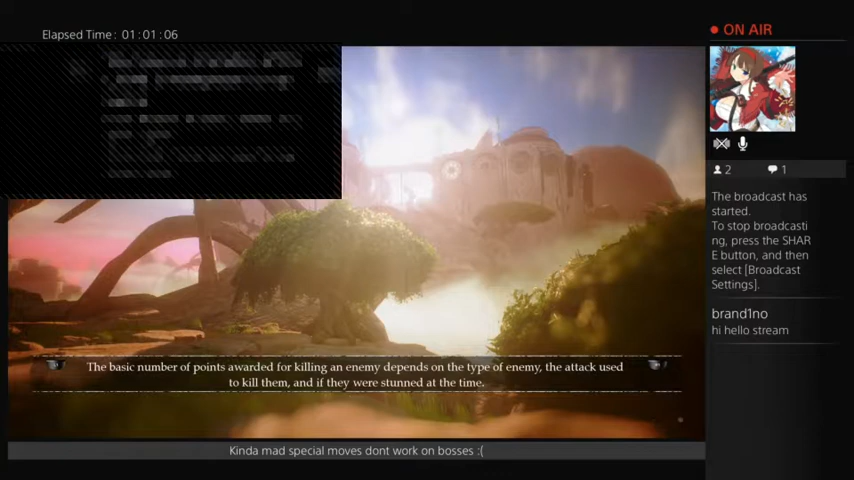 Elapsed Time: 01:01:06
ON AIR
2
1
The broadcast has
started.
To stop broadcasti
ng, press the SHAR
E button, and then
select [Broadcast
Settings].
brand1no
hi hello stream
The basic number of points awarded for killing an enemy depends on the type of enemy, the attack used
to kill them, and if they were stunned at the time.
Kinda mad special moves dont work on bosses :(